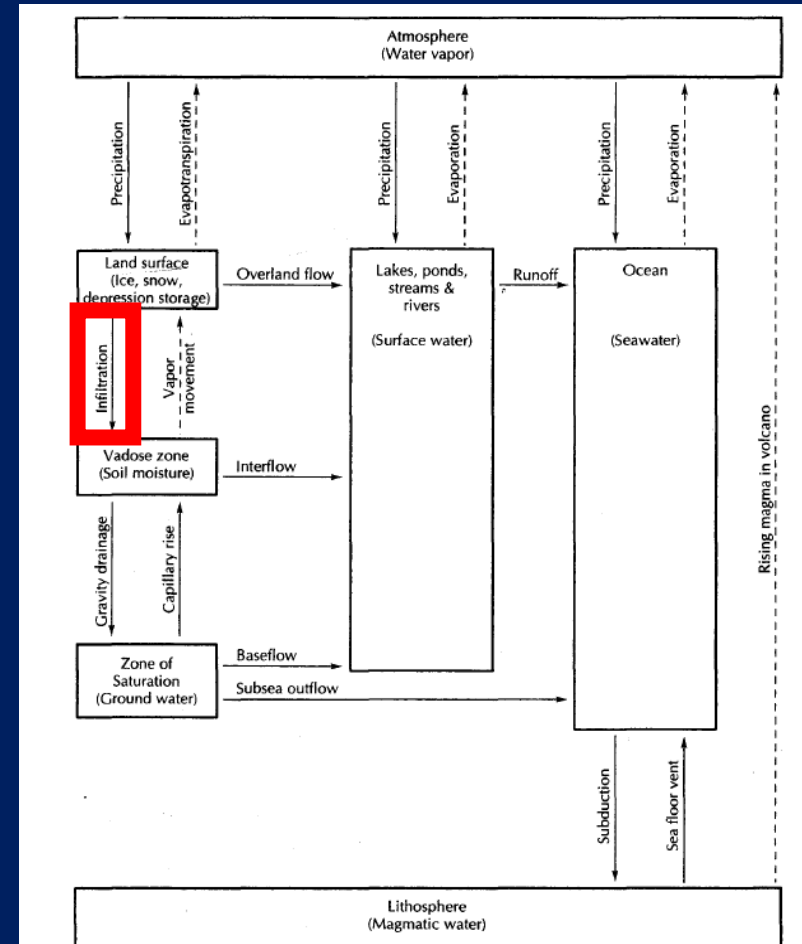 Atmosphere
(Water vapor)
Precipitation
Evapotranspiration
Precipitation
Evaporation
Precipitation
Evaporation
Land surface
(Ice, snow,
depression storage)
Overland flow
Lakes, ponds,
streams &
rivers
(Surface water)
Runoff
Ocean
(Seawater)
Infiltration
Vapor
movement
Rising magma in volcano
Vadose zone
(Soil moisture)
Interflow
Gravity drainage
Capillary rise
Zone of
Saturation
(Ground water)
Baseflow
Subsea outflow
Subduction
Sea floor vent
Lithosphere
(Magmatic water)